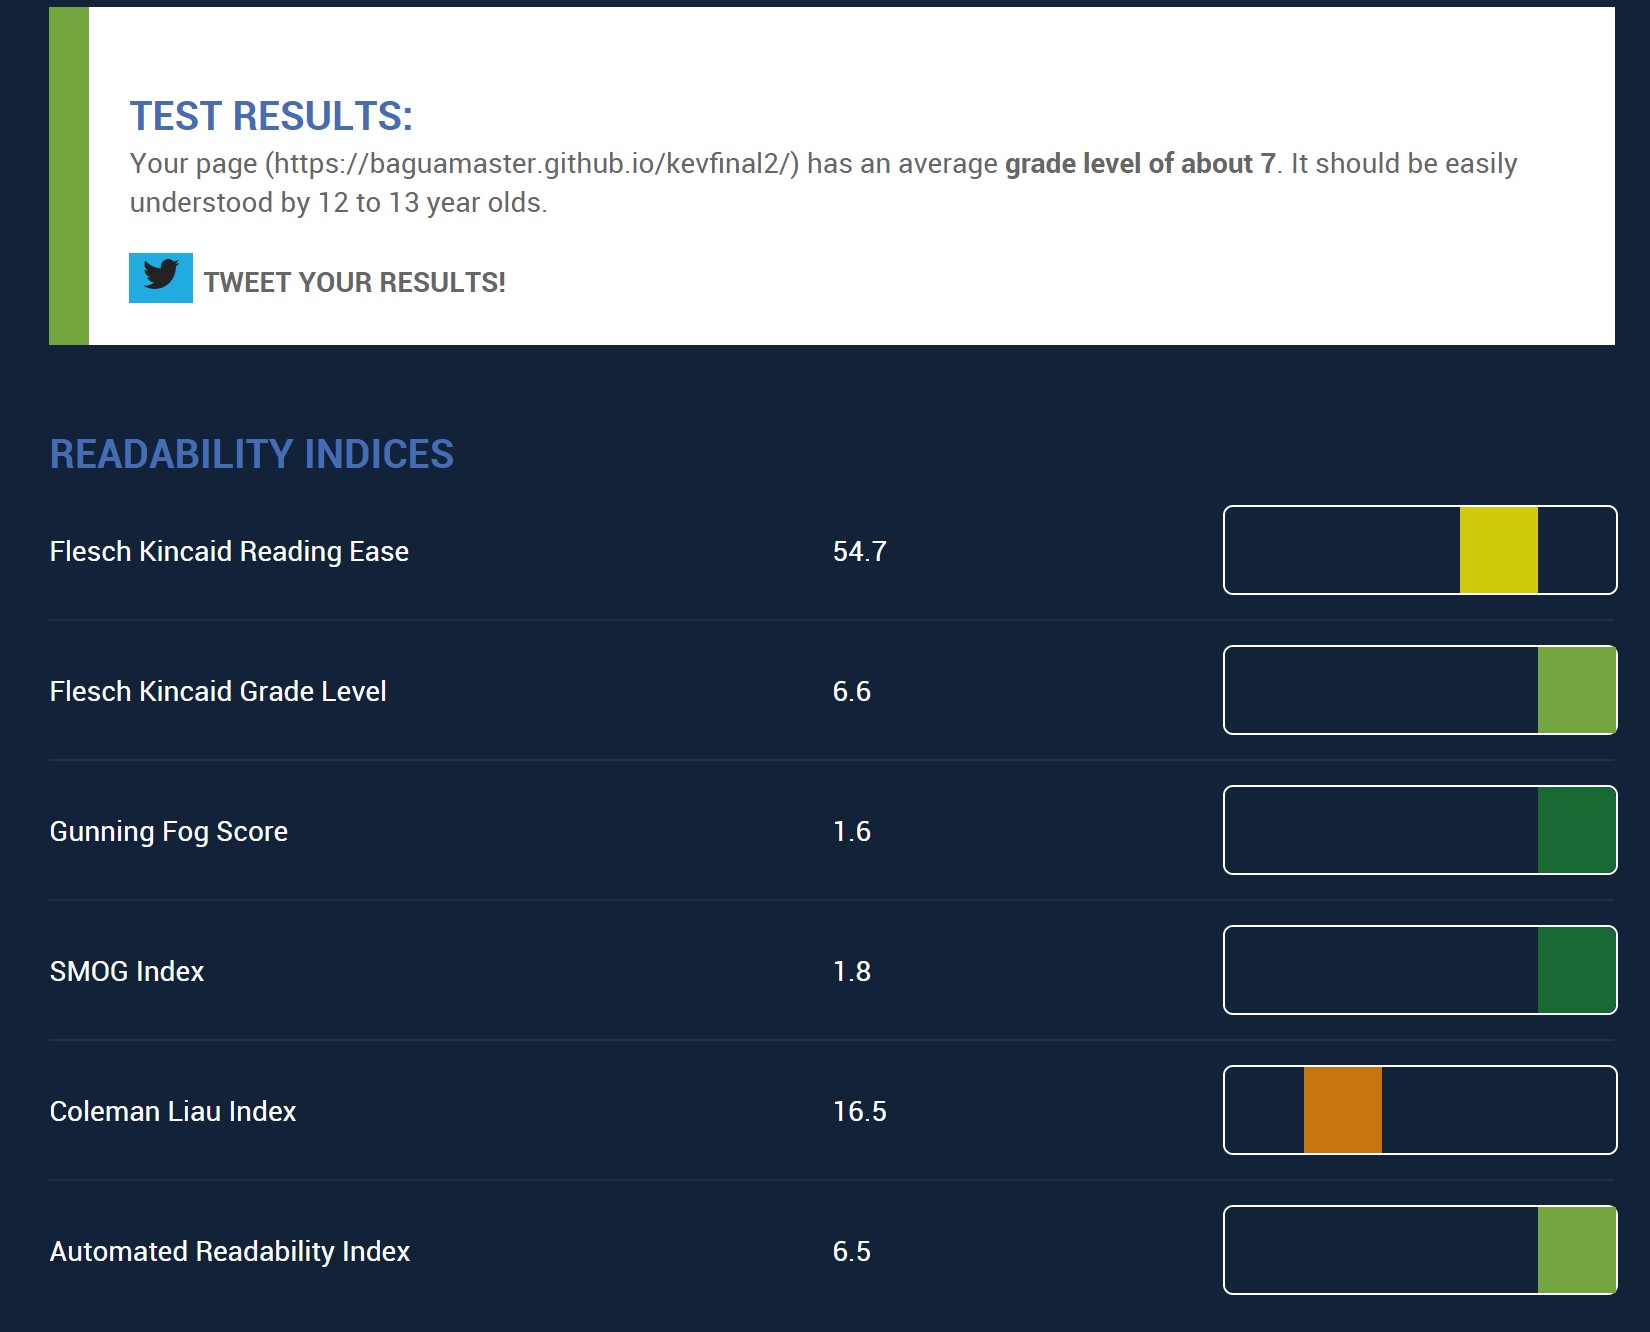 TEST RESULTS:
Your page (https://baguamaster.github.io/kevfinal2/) has an average grade level of about 7. It should be easily
understood by 12 to 13 year olds.
TWEET YOUR RESULTS!
READABILITY INDICES
Flesch Kincaid Reading Ease 54.7
Flesch Kincaid Grade Level 6.6
Gunning Fog Score 1.6
SMOG Index 1.8
Coleman Liau Index 16.5
Automated Readability Index 6.5